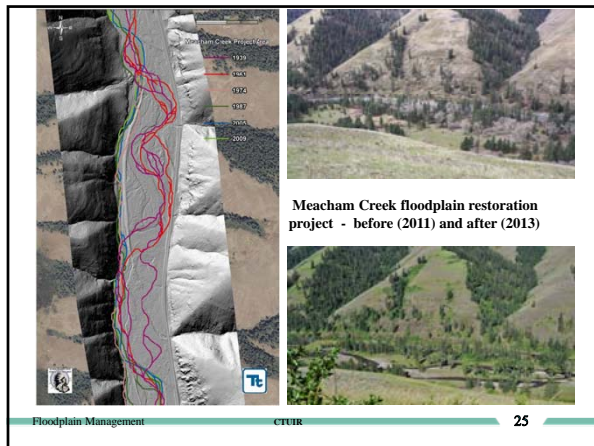 Meacham Creek Project Area
1939
1974
1987
2009
Meacham Creek floodplain restoration
project - before (2011) and after (2013)
Tt
Floodplain Management CTUIR 25